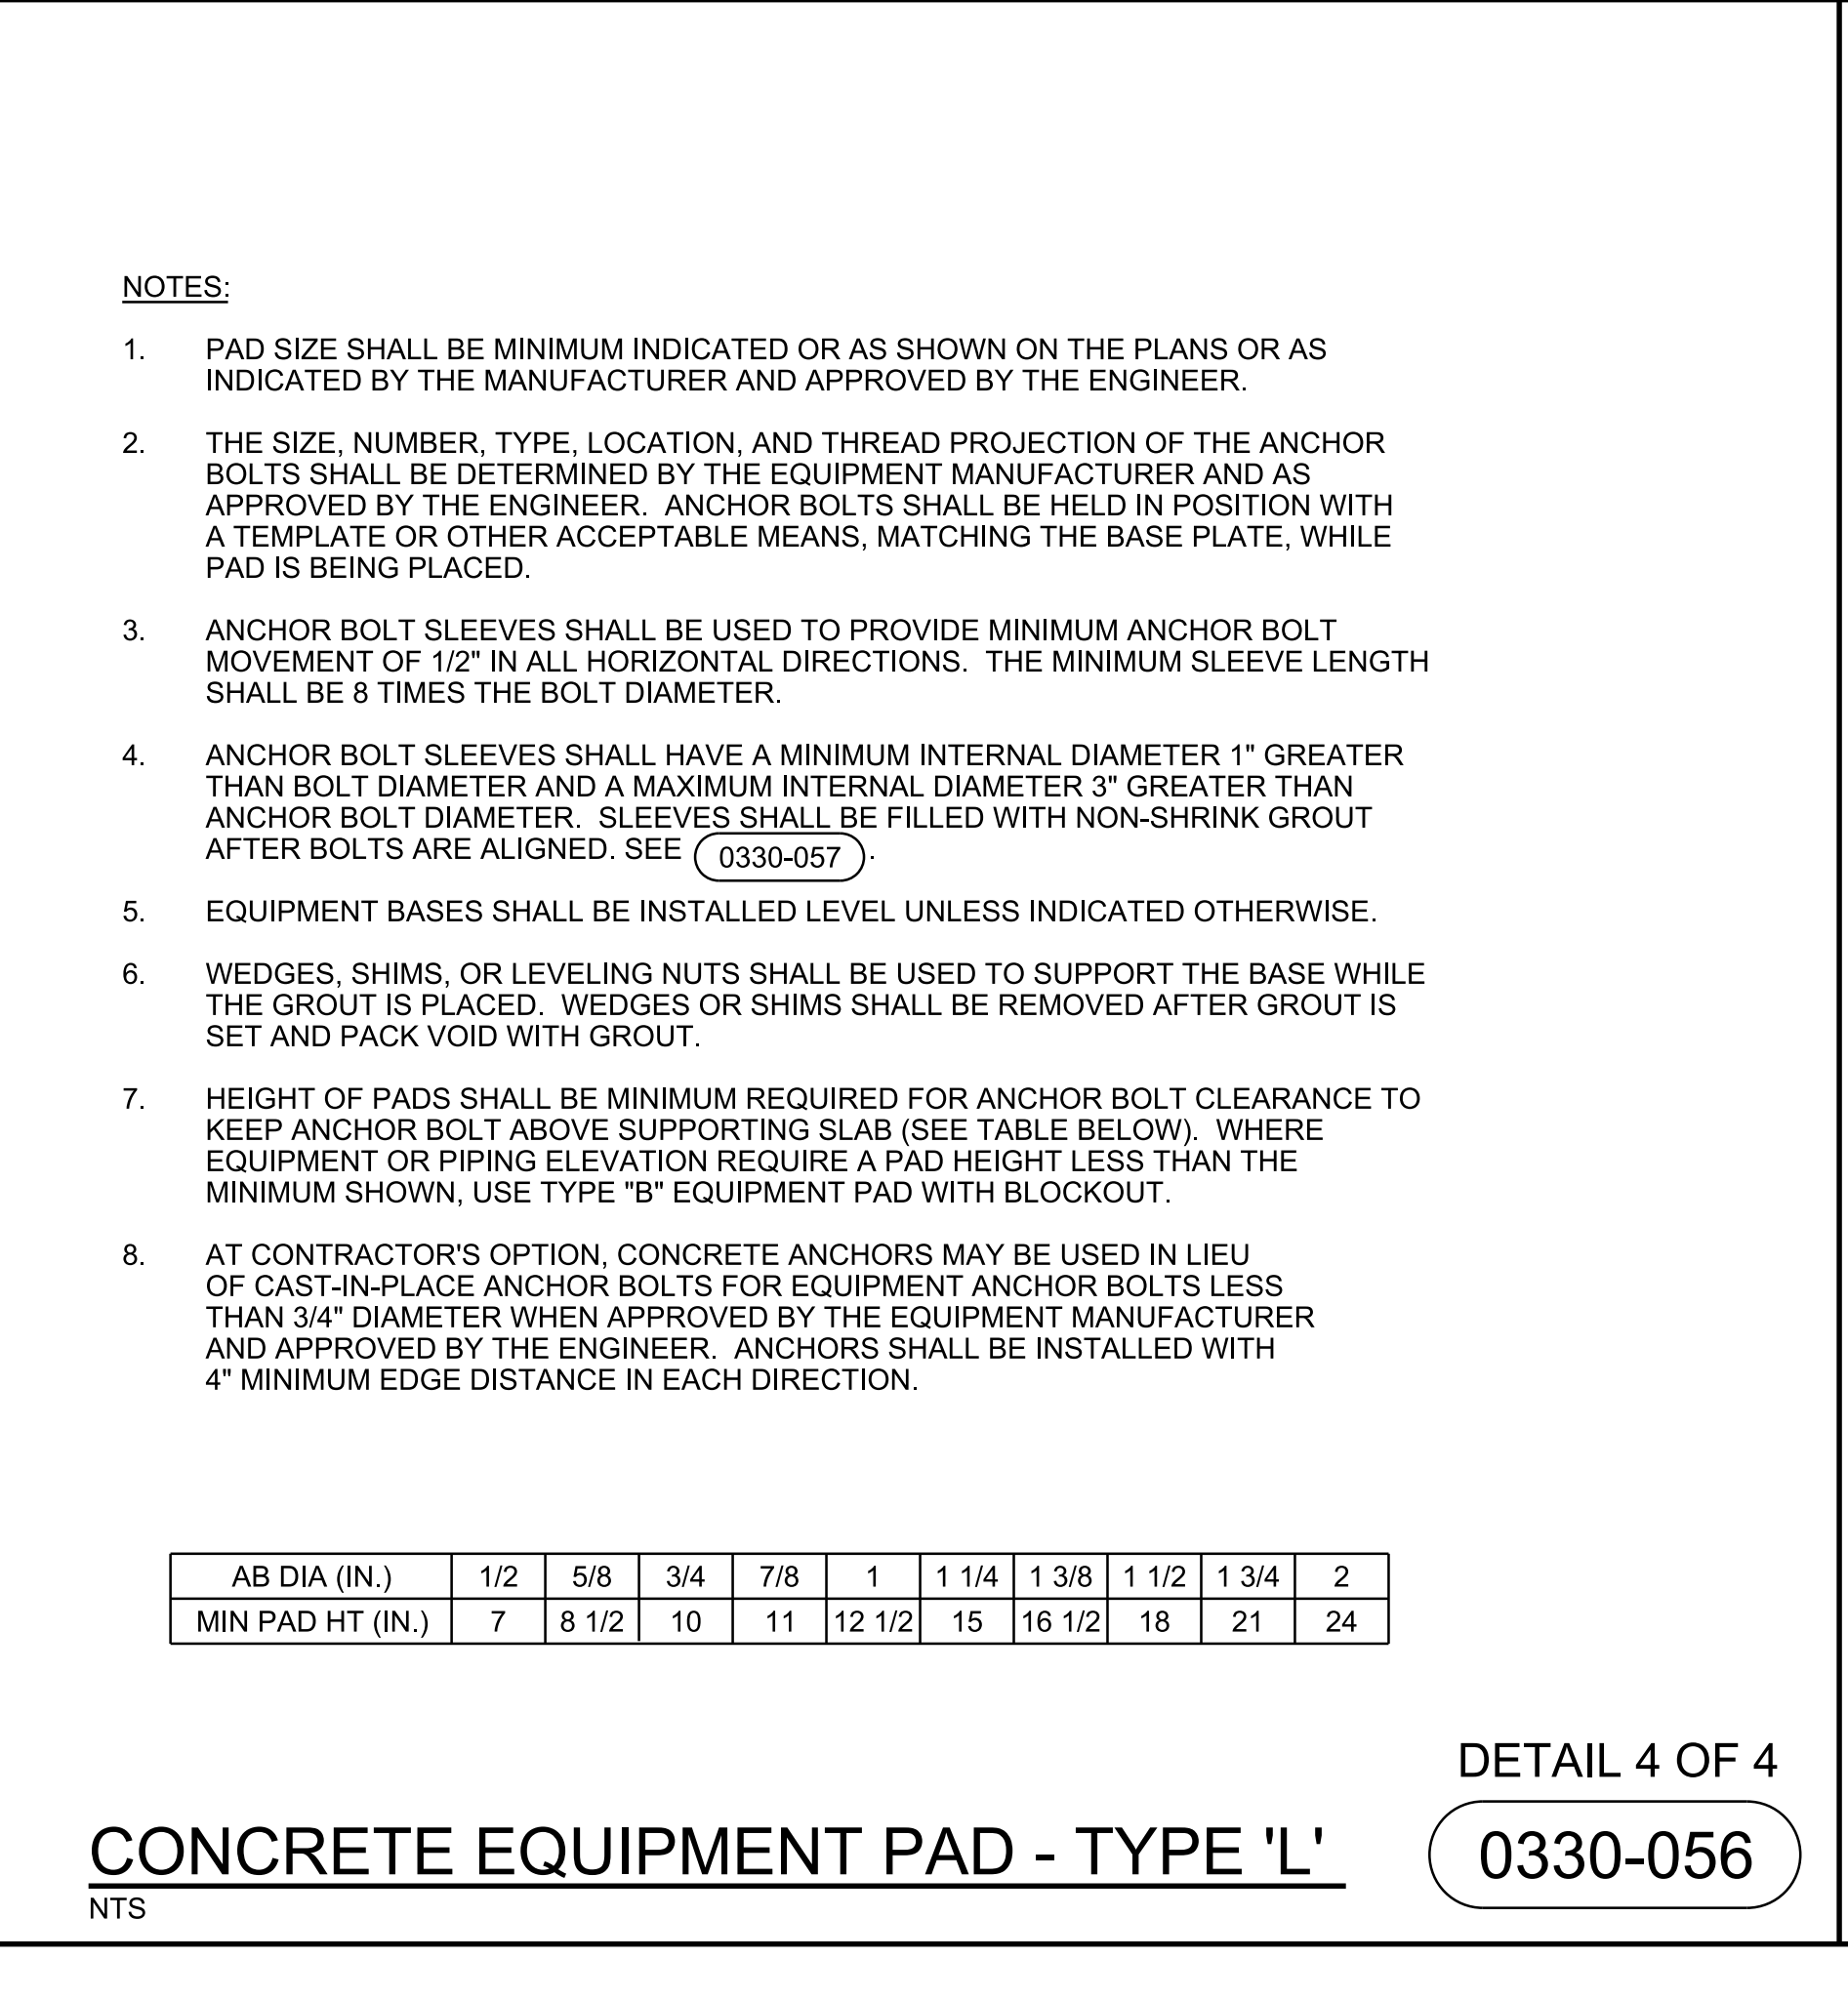 NOTES:
1. PAD SIZE SHALL BE MINIMUM INDICATED OR AS SHOWN ON THE PLANS OR AS
INDICATED BY THE MANUFACTURER AND APPROVED BY THE ENGINEER.
2. THE SIZE, NUMBER, TYPE, LOCATION, AND THREAD PROJECTION OF THE ANCHOR
BOLTS SHALL BE DETERMINED BY THE EQUIPMENT MANUFACTURER AND AS
APPROVED BY THE ENGINEER. ANCHOR BOLTS SHALL BE HELD IN POSITION WITH
A TEMPLATE OR OTHER ACCEPTABLE MEANS, MATCHING THE BASE PLATE, WHILE
PAD IS BEING PLACED.
3. ANCHOR BOLT SLEEVES SHALL BE USED TO PROVIDE MINIMUM ANCHOR BOLT
MOVEMENT OF 1/2" IN ALL HORIZONTAL DIRECTIONS. THE MINIMUM SLEEVE LENGTH
SHALL BE 8 TIMES THE BOLT DIAMETER.
4. ANCHOR BOLT SLEEVES SHALL HAVE A MINIMUM INTERNAL DIAMETER 1" GREATER
THAN BOLT DIAMETER AND A MAXIMUM INTERNAL DIAMETER 3" GREATER THAN
ANCHOR BOLT DIAMETER. SLEEVES SHALL BE FILLED WITH NON-SHRINK GROUT
AFTER BOLTS ARE ALIGNED. SEE 0330-057.
5. EQUIPMENT BASES SHALL BE INSTALLED LEVEL UNLESS INDICATED OTHERWISE.
6. WEDGES, SHIMS, OR LEVELING NUTS SHALL BE USED TO SUPPORT THE BASE WHILE
THE GROUT IS PLACED. WEDGES OR SHIMS SHALL BE REMOVED AFTER GROUT IS
SET AND PACK VOID WITH GROUT.
7. HEIGHT OF PADS SHALL BE MINIMUM REQUIRED FOR ANCHOR BOLT CLEARANCE TO
KEEP ANCHOR BOLT ABOVE SUPPORTING SLAB (SEE TABLE BELOW). WHERE
EQUIPMENT OR PIPING ELEVATION REQUIRE A PAD HEIGHT LESS THAN THE
MINIMUM SHOWN, USE TYPE "B" EQUIPMENT PAD WITH BLOCKOUT.
8. AT CONTRACTOR'S OPTION, CONCRETE ANCHORS MAY BE USED IN LIEU
OF CAST-IN-PLACE ANCHOR BOLTS FOR EQUIPMENT ANCHOR BOLTS LESS
THAN 3/4" DIAMETER WHEN APPROVED BY THE EQUIPMENT MANUFACTURER
AND APPROVED BY THE ENGINEER. ANCHORS SHALL BE INSTALLED WITH
4" MINIMUM EDGE DISTANCE IN EACH DIRECTION.
AB DIA (IN.) 1/2 5/8 3/4 7/8 1 1 1/4 1 3/8 1 1/2 1 3/4 2
MIN PAD HT (IN.) 7 8 1/2 10 11 12 1/2 15 16 1/2 18 21 24
DETAIL 4 OF 4
CONCRETE EQUIPMENT PAD - TYPE 'L' 0330-056
NTS